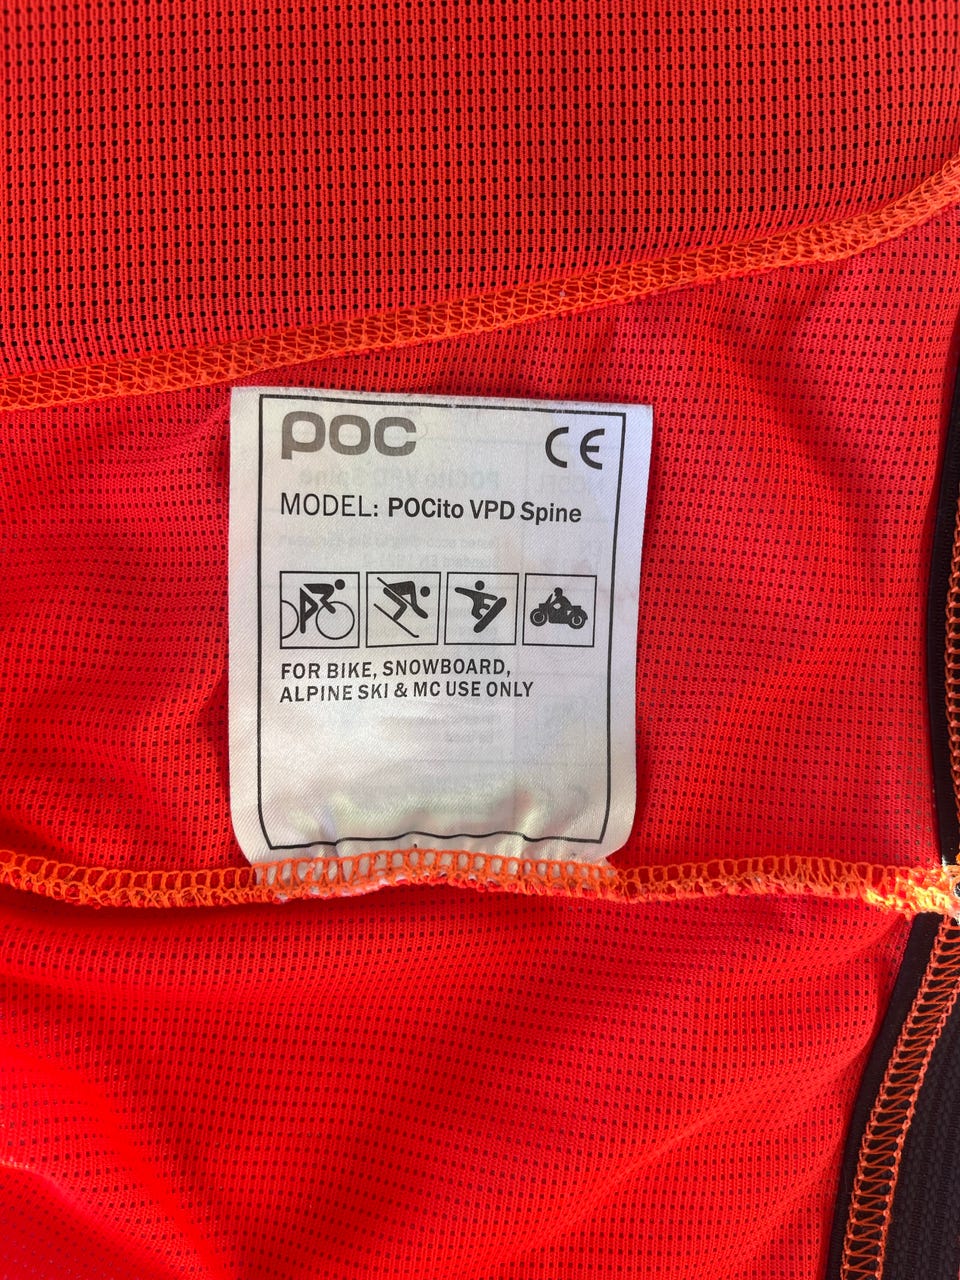 POC CE
MODEL: POCito VPD Spine
FOR BIKE, SNOWBOARD,
ALPINE SKI & MC USE ONLY